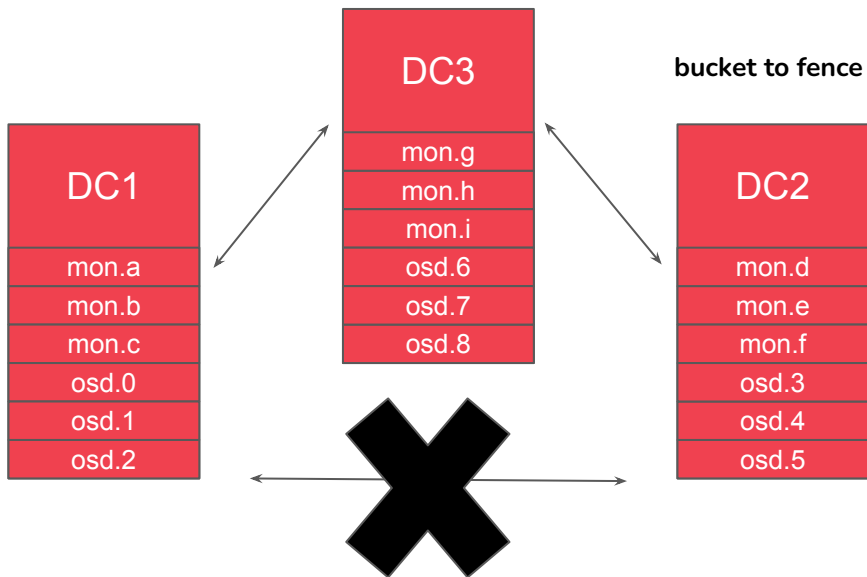 DC3
mon.g
mon.h
mon.i
osd.6
osd.7
osd.8
bucket to fence
DC1
mon.a
mon.b
mon.c
osd.0
osd.1
osd.2
DC2
mon.d
mon.e
mon.f
osd.3
osd.4
osd.5